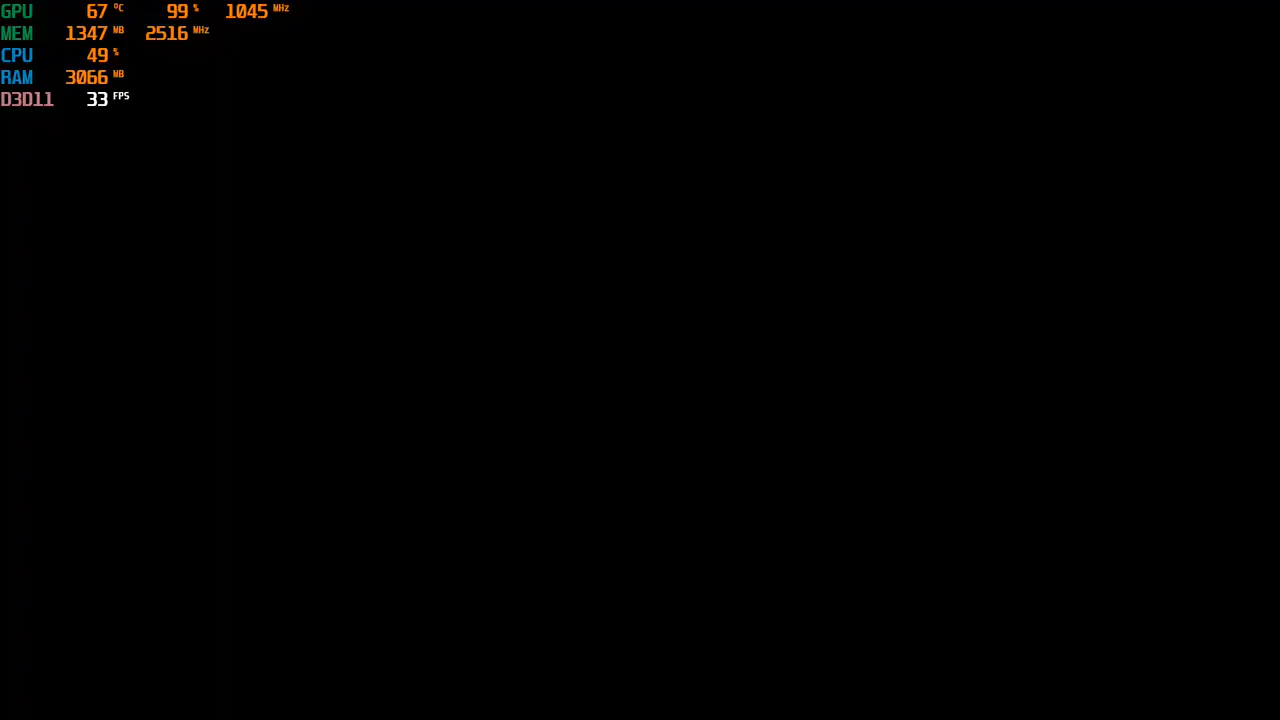 GPU 67 °C 99 % 1045 MHz
MEM 1347 MB 2516 MHz
CPU 49 %
RAM 3066 MB
D3D11 33 FPS